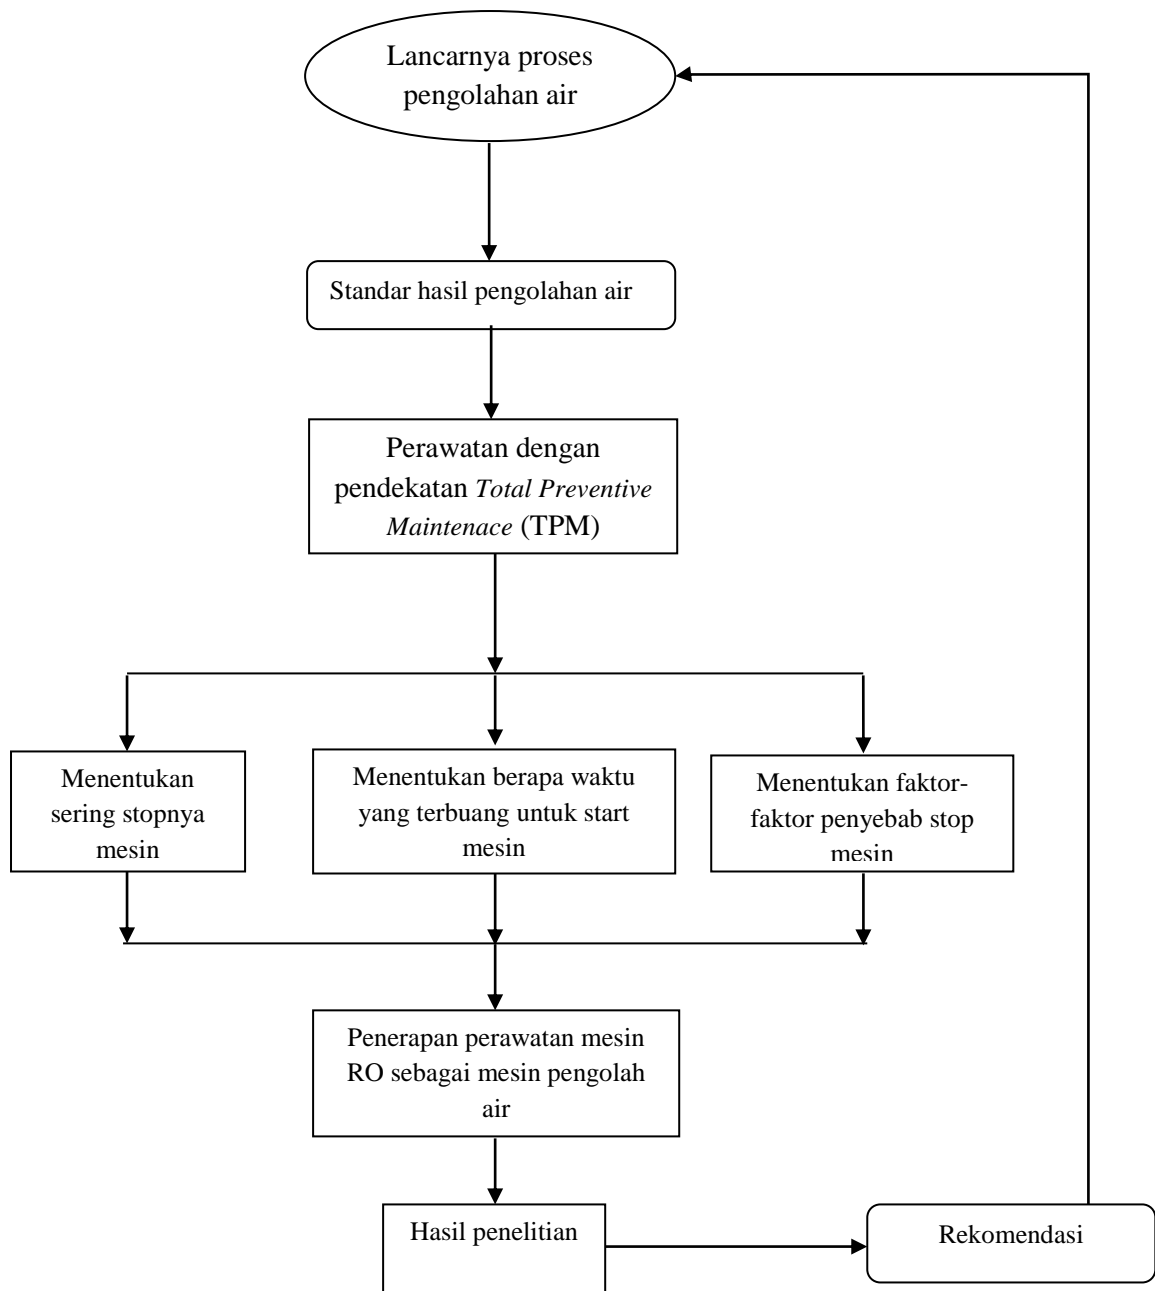 Lancarnya proses
pengolahan air
Standar hasil pengolahan air
Perawatan dengan
pendekatan Total Preventive
Maintenace (TPM)
Menentukan
sering stopnya
mesin
Menentukan berapa waktu
yang terbuang untuk start
mesin
Menentukan faktor-
faktor penyebab stop
mesin
Penerapan perawatan mesin
RO sebagai mesin pengolah
air
Hasil penelitian
Rekomendasi